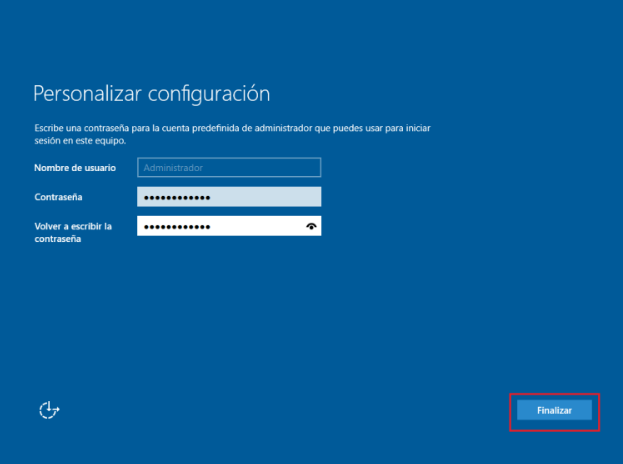 Personalizar configuración
Escribe una contraseña para la cuenta predefinida de administrador que puedes usar para iniciar
sesión en este equipo.
Nombre de usuario
Administrador
Contraseña
••••••••••••
Volver a escribir la
contraseña
••••••••••••
Finalizar